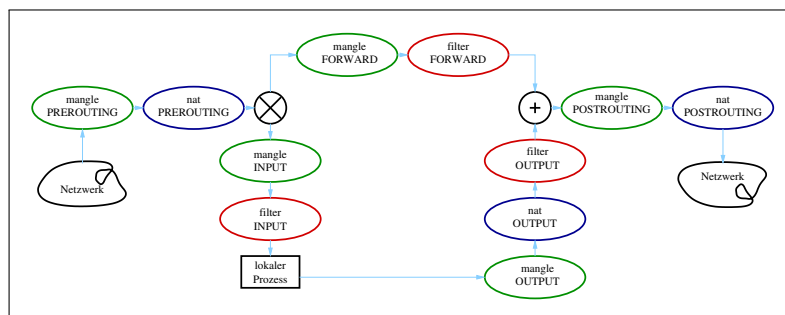 mangle
FORWARD
filter
FORWARD
mangle
PREROUTING
nat
PREROUTING
+
mangle
POSTROUTING
nat
POSTROUTING
mangle
INPUT
filter
OUTPUT
Netzwerk
Netzwerk
filter
INPUT
nat
OUTPUT
lokaler
Prozess
mangle
OUTPUT